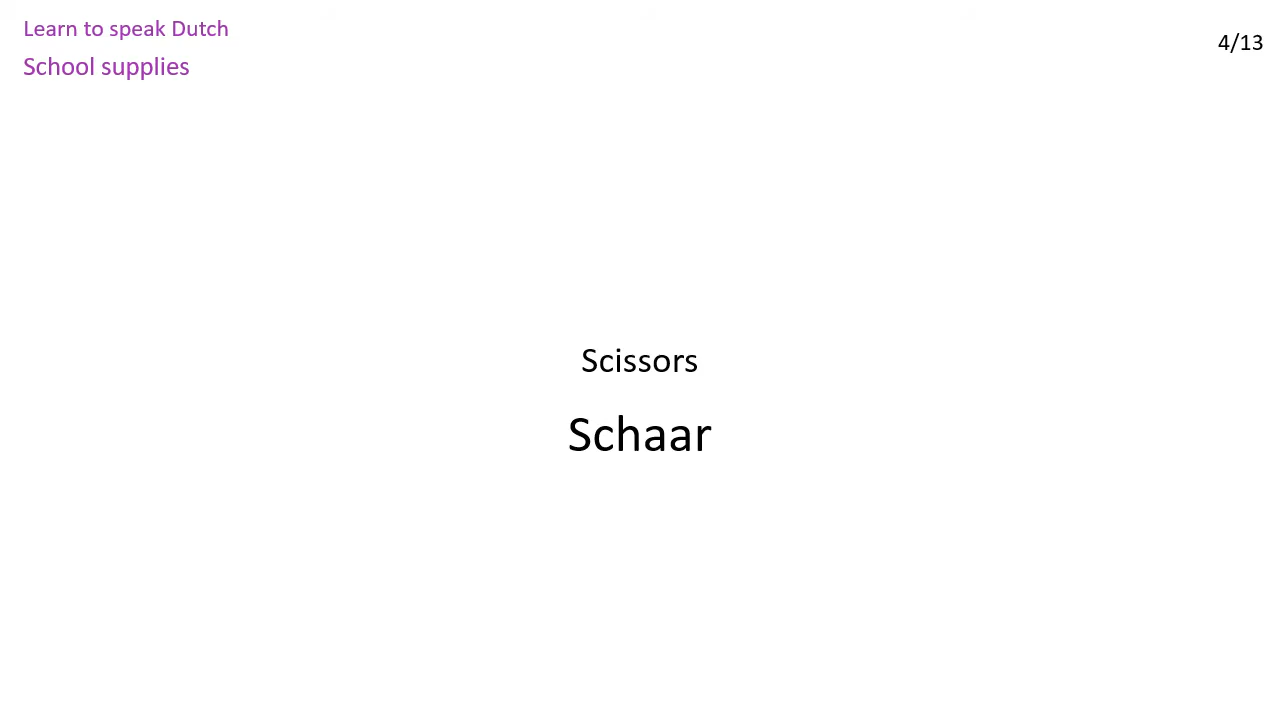 Learn to speak Dutch
School supplies
4/13
Scissors
Schaar